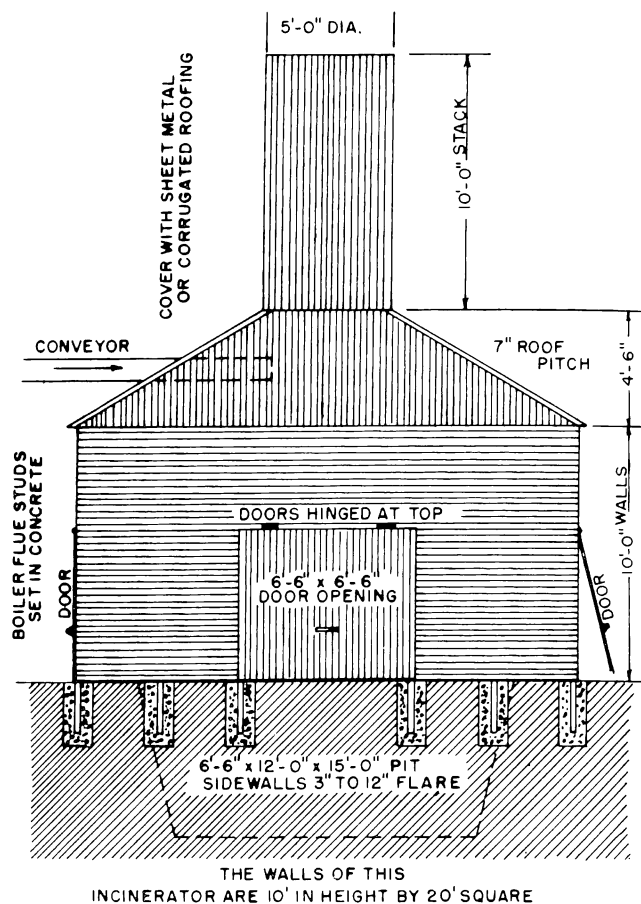 5'-0" DIA.
COVER WITH SHEET METAL
OR CORRUGATED ROOFING
10'-0" STACK
CONVEYOR
7" ROOF
PITCH
4'-6"
BOILER FLUE STUDS
SET IN CONCRETE
DOORS HINGED AT TOP
10'-0" WALLS
DOOR
6'-6" x 6'-6"
DOOR OPENING
DOOR
6'-6" x 12'-0" x 15'-0" PIT
SIDEWALLS 3" TO 12" FLARE
THE WALLS OF THIS
INCINERATOR ARE 10' IN HEIGHT BY 20' SQUARE